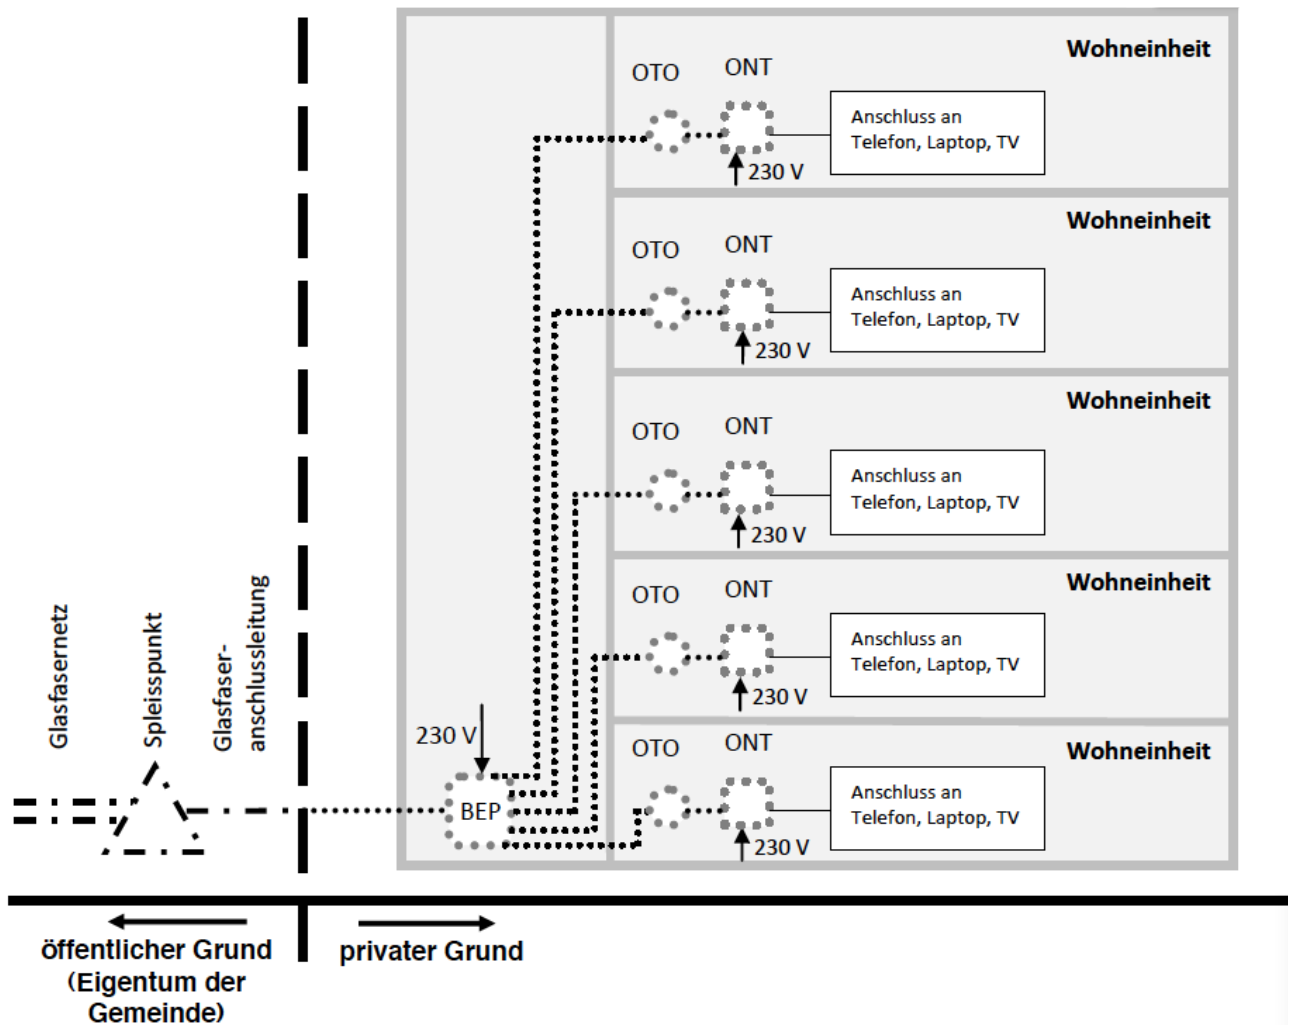 Wohneinheit
OTO
ONT
Anschluss an
Telefon, Laptop, TV
230 V
Wohneinheit
OTO
ONT
Anschluss an
Telefon, Laptop, TV
230 V
Wohneinheit
OTO
ONT
Anschluss an
Telefon, Laptop, TV
230 V
Wohneinheit
OTO
ONT
Anschluss an
Telefon, Laptop, TV
230 V
Wohneinheit
OTO
ONT
Anschluss an
Telefon, Laptop, TV
230 V
Glasfasernetz
Spleisspunkt
Glasfaser-
anschlussleitung
230 V
BEP
öffentlicher Grund
(Eigentum der
Gemeinde)
privater Grund